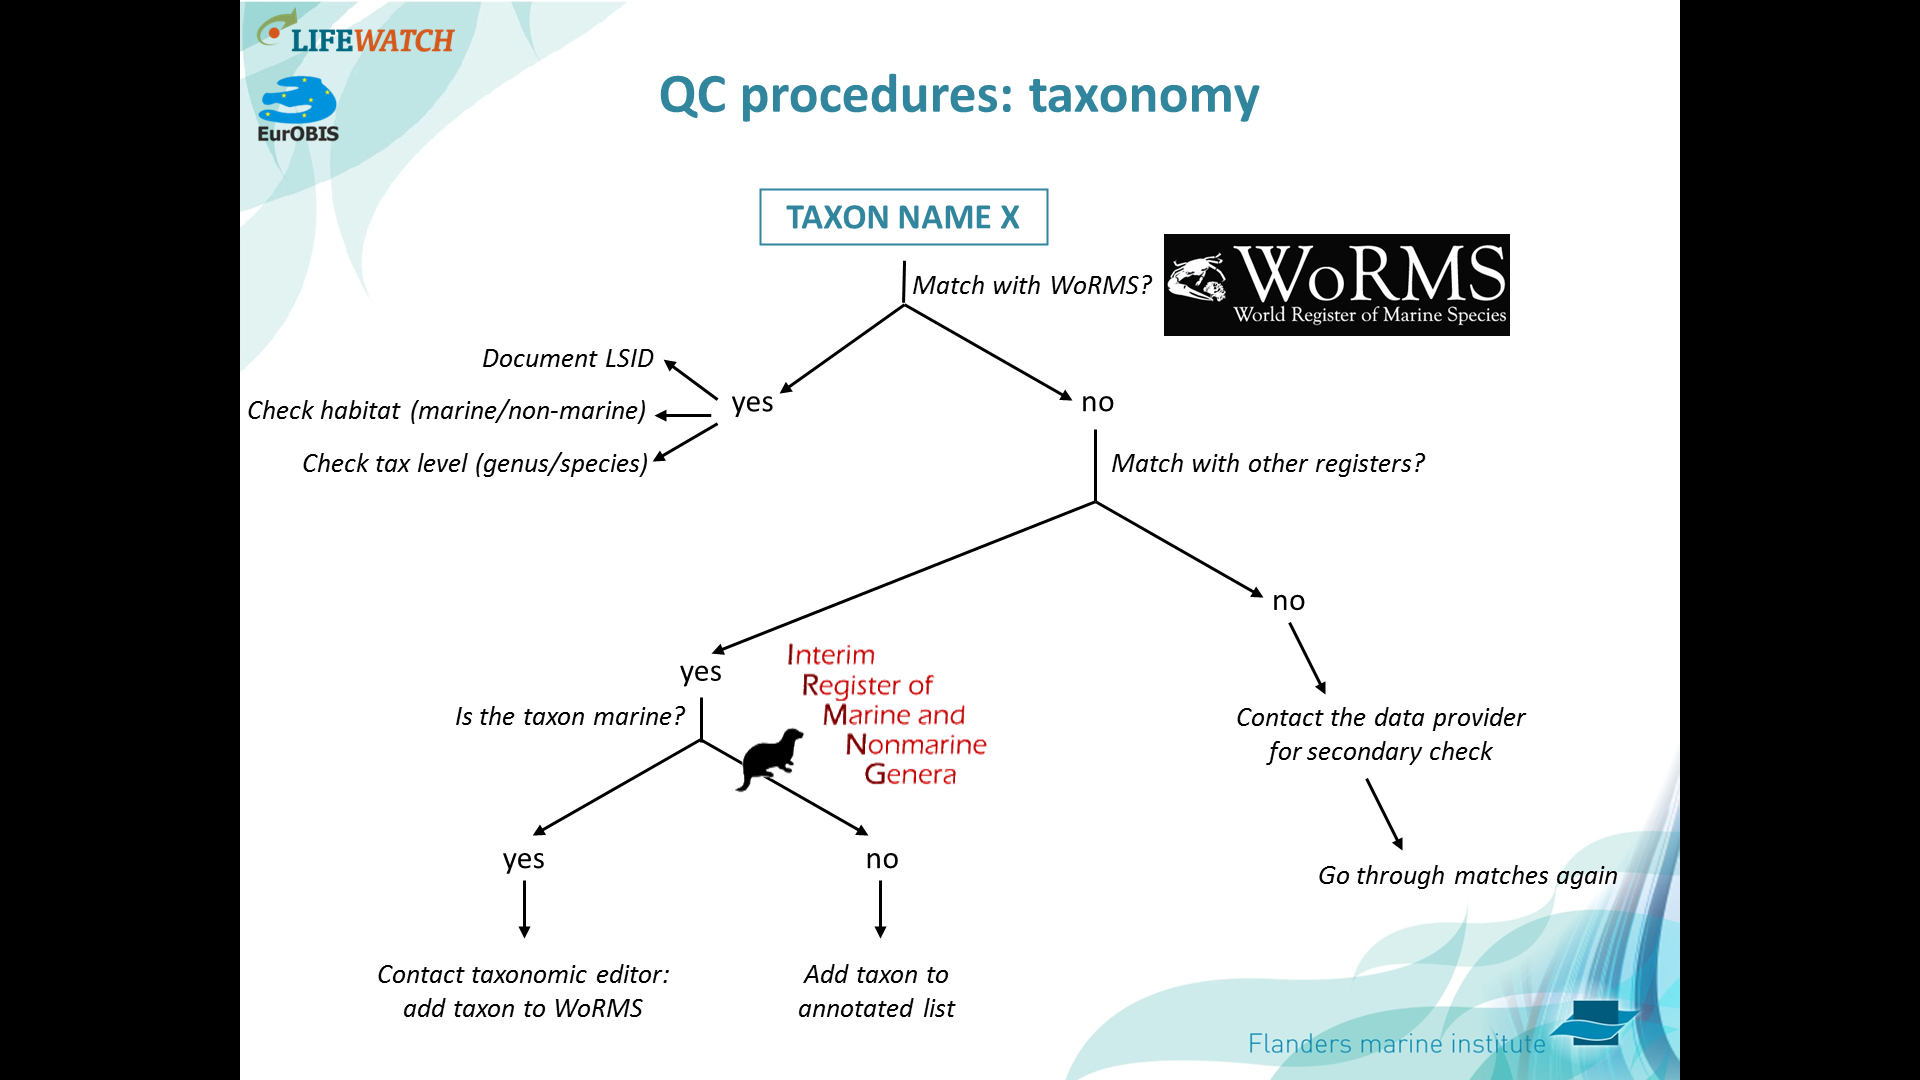 LIFEWATCH
EurOBIS
QC procedures: taxonomy
TAXON NAME X
Match with WoRMS?
WoRMS
World Register of Marine Species
Document LSID
Check habitat (marine/non-marine)
Check tax level (genus/species)
yes
no
Match with other registers?
yes
no
Interim
Register of
Marine and
Nonmarine
Genera
Is the taxon marine?
Contact the data provider
for secondary check
yes
no
Go through matches again
Contact taxonomic editor:
add taxon to WoRMS
Add taxon to
annotated list
Flanders marine institute